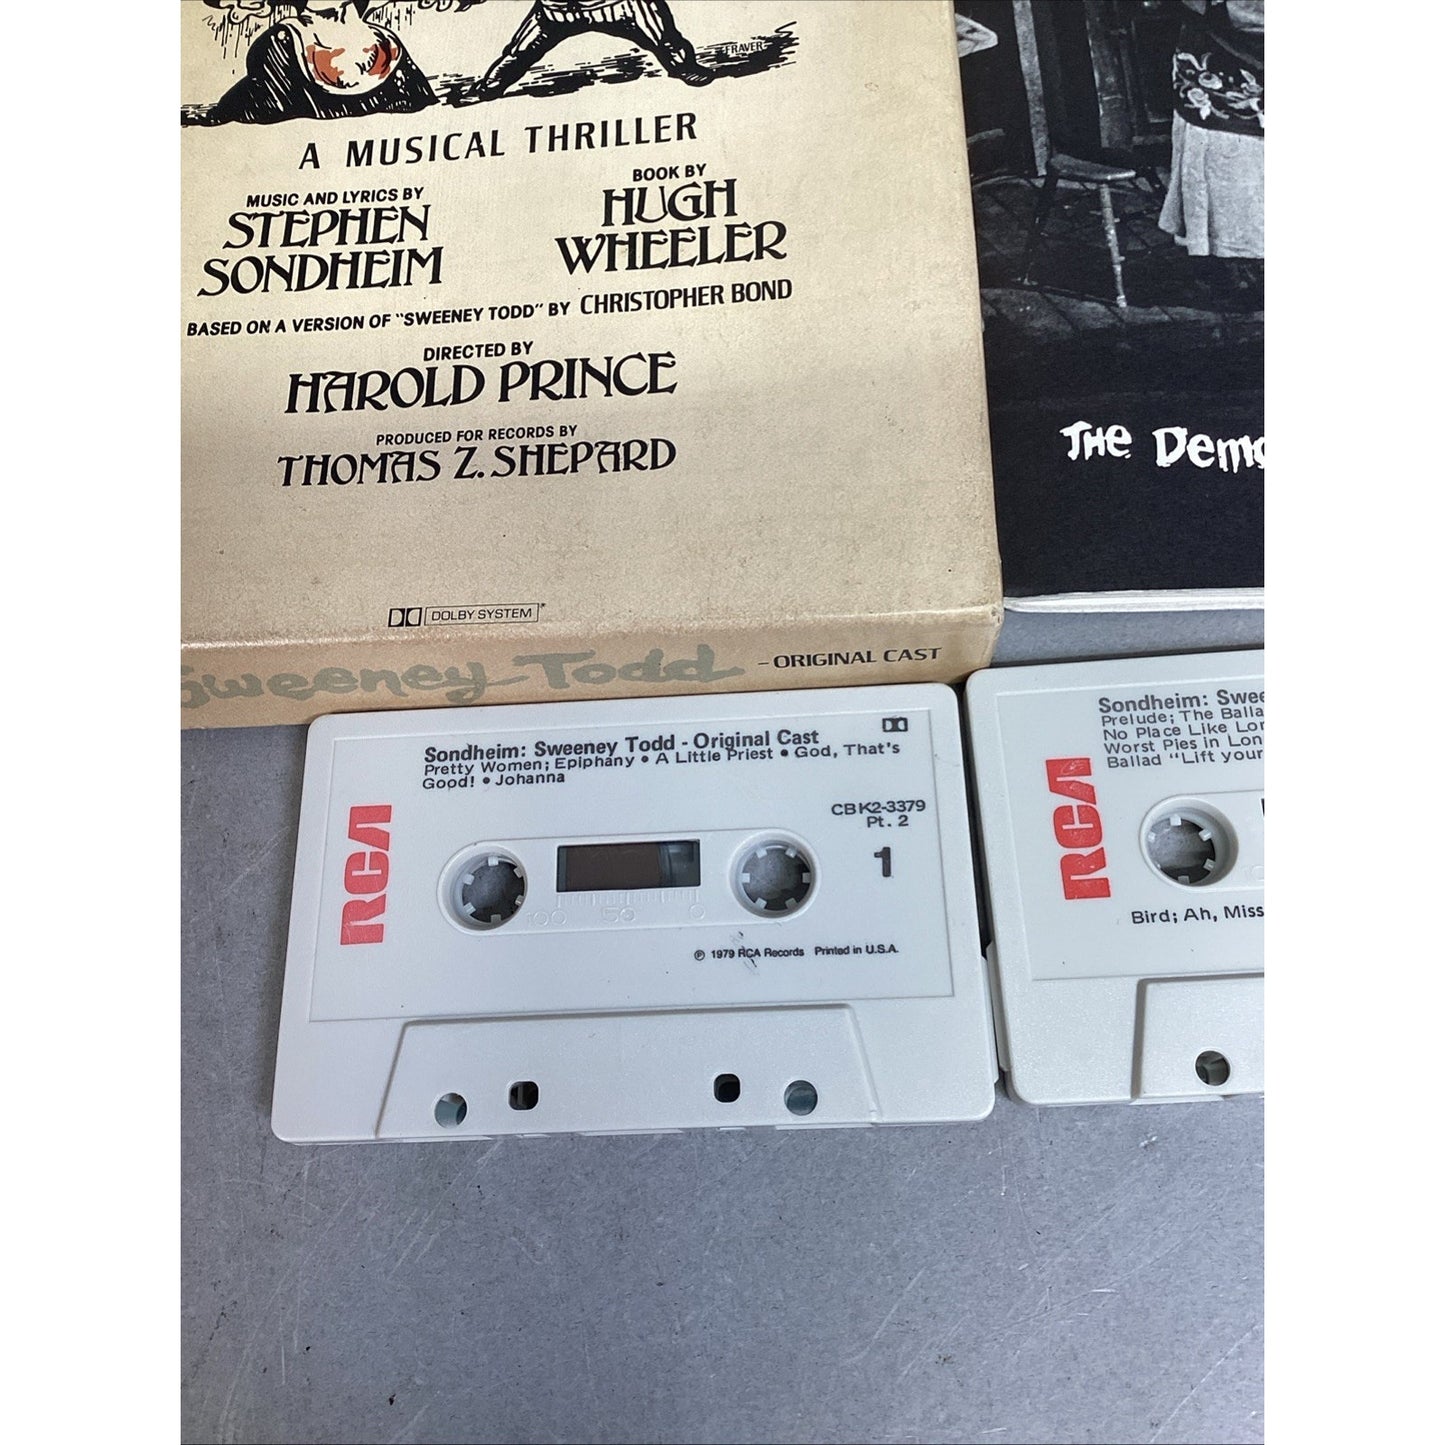 FRAVER
A MUSICAL THRILLER
MUSIC AND LYRICS BY
STEPHEN
SONDHEIM
BOOK BY
HUGH
WHEELER
BASED ON A VERSION OF "SWEENEY TODD" BY CHRISTOPHER BOND
DIRECTED BY
HAROLD PRINCE
PRODUCED FOR RECORDS BY
THOMAS Z. SHEPARD
DOLBY SYSTEM*
Sweeney Todd - ORIGINAL CAST
The Demo
RCA
Sondheim: Sweeney Todd - Original Cast
Pretty Women; Epiphany • A Little Priest • God, That's
Good! • Johanna
CBK2-3379
Pt. 2
1
100 50 0
℗ 1979 RCA Records Printed in U.S.A.
RCA
Sondheim: Swee
Prelude; The Balla
No Place Like Lon
Worst Pies in Lon
Ballad "Lift your
Bird; Ah, Miss